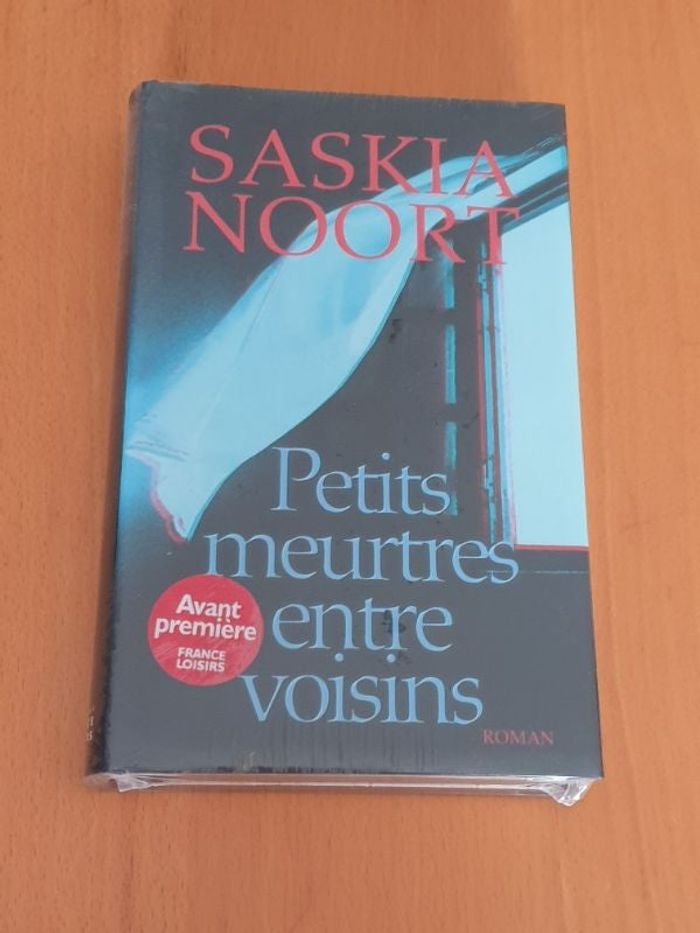 SASKIA
NOORT
Petits
meurtres
entre
voisins
Avant
première
FRANCE
LOISIRS
ROMAN